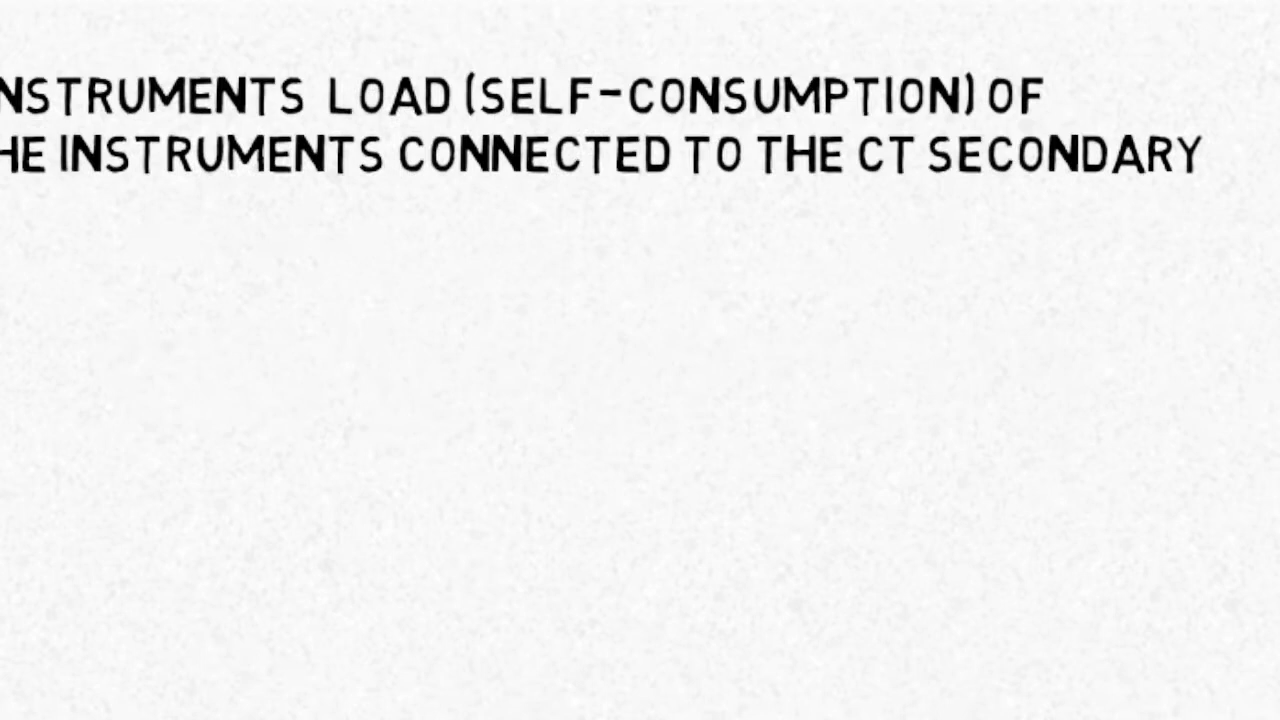 NSTRUMENTS LOAD (SELF-CONSUMPTION) OF
HE INSTRUMENTS CONNECTED TO THE CT SECONDARY